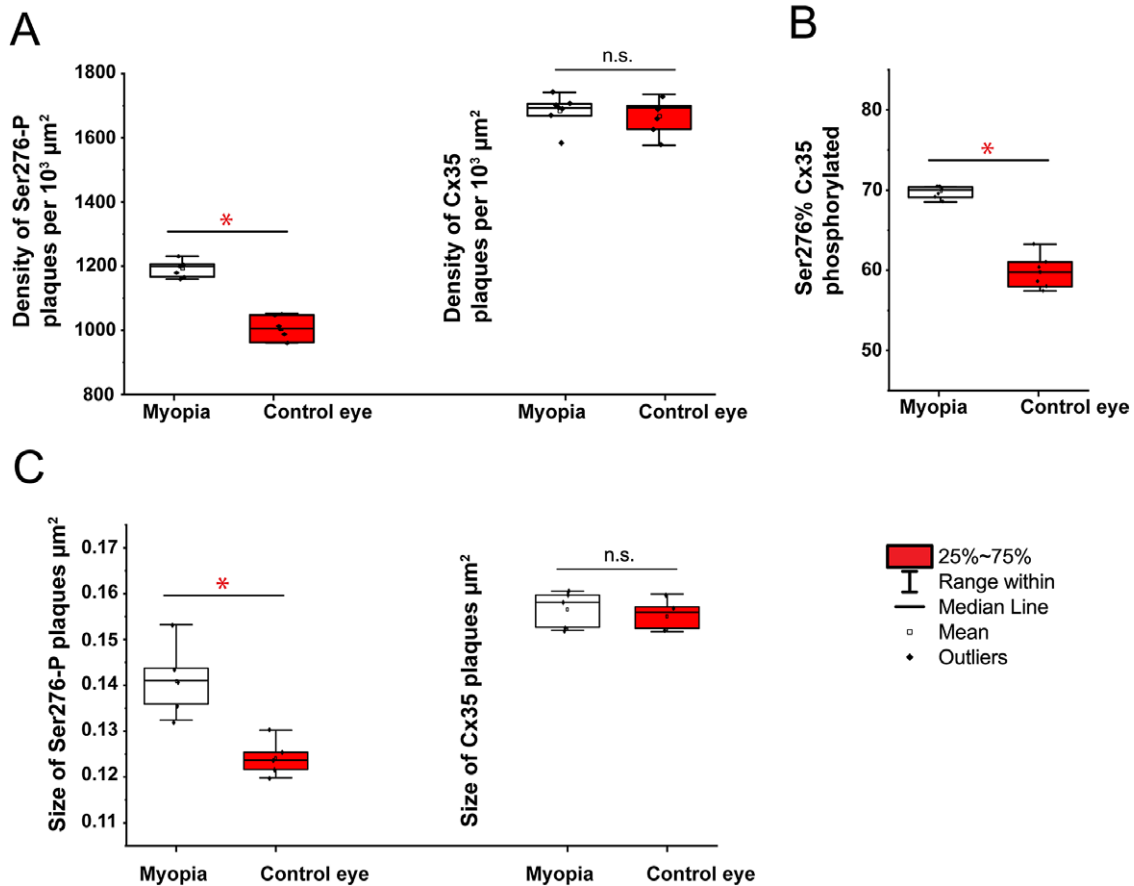 A
Density of Ser276-P
plaques per 10³ µm²
1800
1600
1400
1200
1000
800
*
Myopia
Control eye
Density of Cx35
plaques per 10³ µm²
n.s.
Myopia
Control eye
B
Ser276% Cx35
phosphorylated
80
70
60
50
*
Myopia
Control eye
C
Size of Ser276-P plaques µm²
0.17
0.16
0.15
0.14
0.13
0.12
0.11
*
Myopia
Control eye
Size of Cx35 plaques µm²
n.s.
Myopia
Control eye
25%~75%
Range within
Median Line
Mean
Outliers